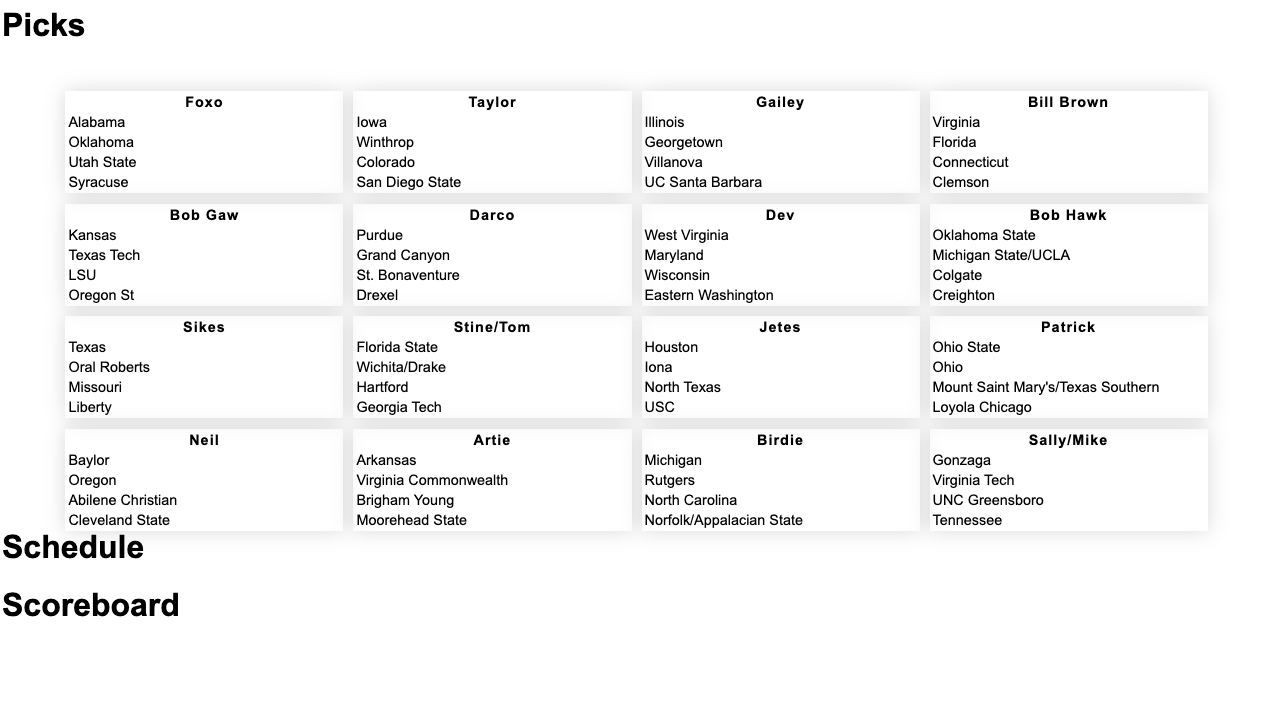 Picks
Foxo
Alabama
Oklahoma
Utah State
Syracuse
Taylor
Iowa
Winthrop
Colorado
San Diego State
Gailey
Illinois
Georgetown
Villanova
UC Santa Barbara
Bill Brown
Virginia
Florida
Connecticut
Clemson
Bob Gaw
Kansas
Texas Tech
LSU
Oregon St
Darco
Purdue
Grand Canyon
St. Bonaventure
Drexel
Dev
West Virginia
Maryland
Wisconsin
Eastern Washington
Bob Hawk
Oklahoma State
Michigan State/UCLA
Colgate
Creighton
Sikes
Texas
Oral Roberts
Missouri
Liberty
Stine/Tom
Florida State
Wichita/Drake
Hartford
Georgia Tech
Jetes
Houston
Iona
North Texas
USC
Patrick
Ohio State
Ohio
Mount Saint Mary's/Texas Southern
Loyola Chicago
Neil
Baylor
Oregon
Abilene Christian
Cleveland State
Artie
Arkansas
Virginia Commonwealth
Brigham Young
Moorehead State
Birdie
Michigan
Rutgers
North Carolina
Norfolk/Appalacian State
Sally/Mike
Gonzaga
Virginia Tech
UNC Greensboro
Tennessee
Schedule
Scoreboard